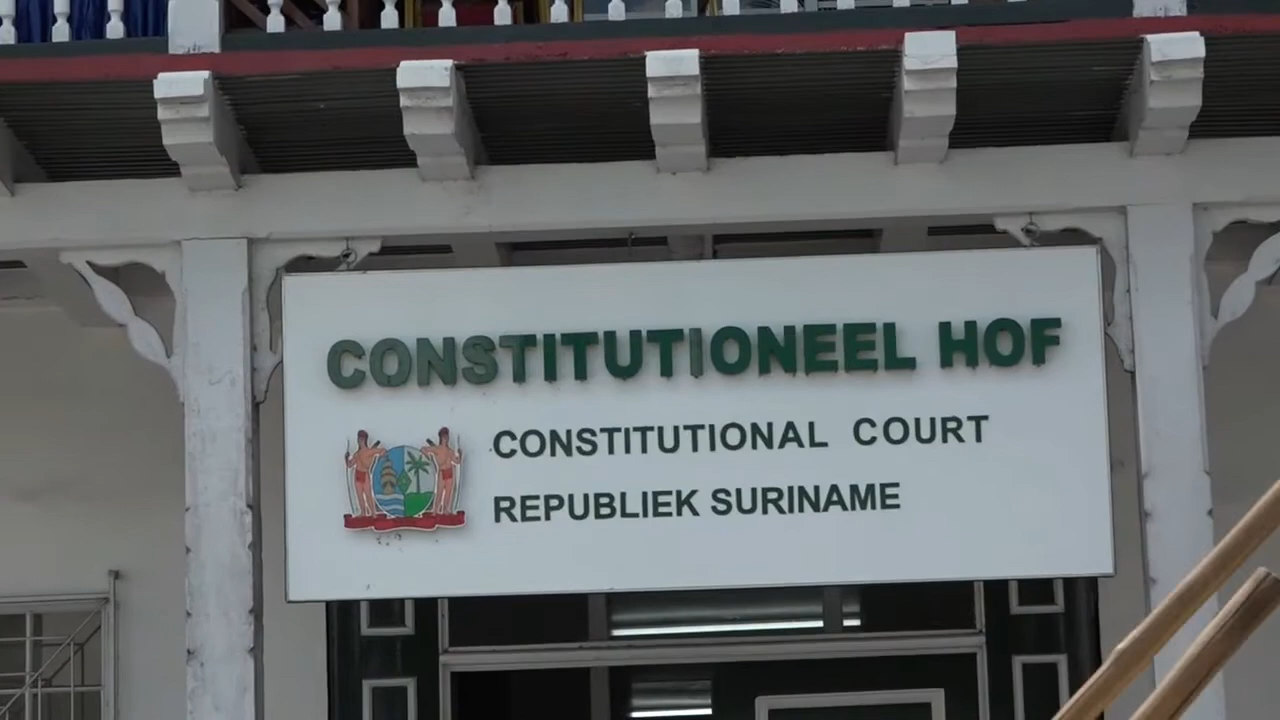 CONSTITUTIONEEL HOF
CONSTITUTIONAL COURT
REPUBLIEK SURINAME